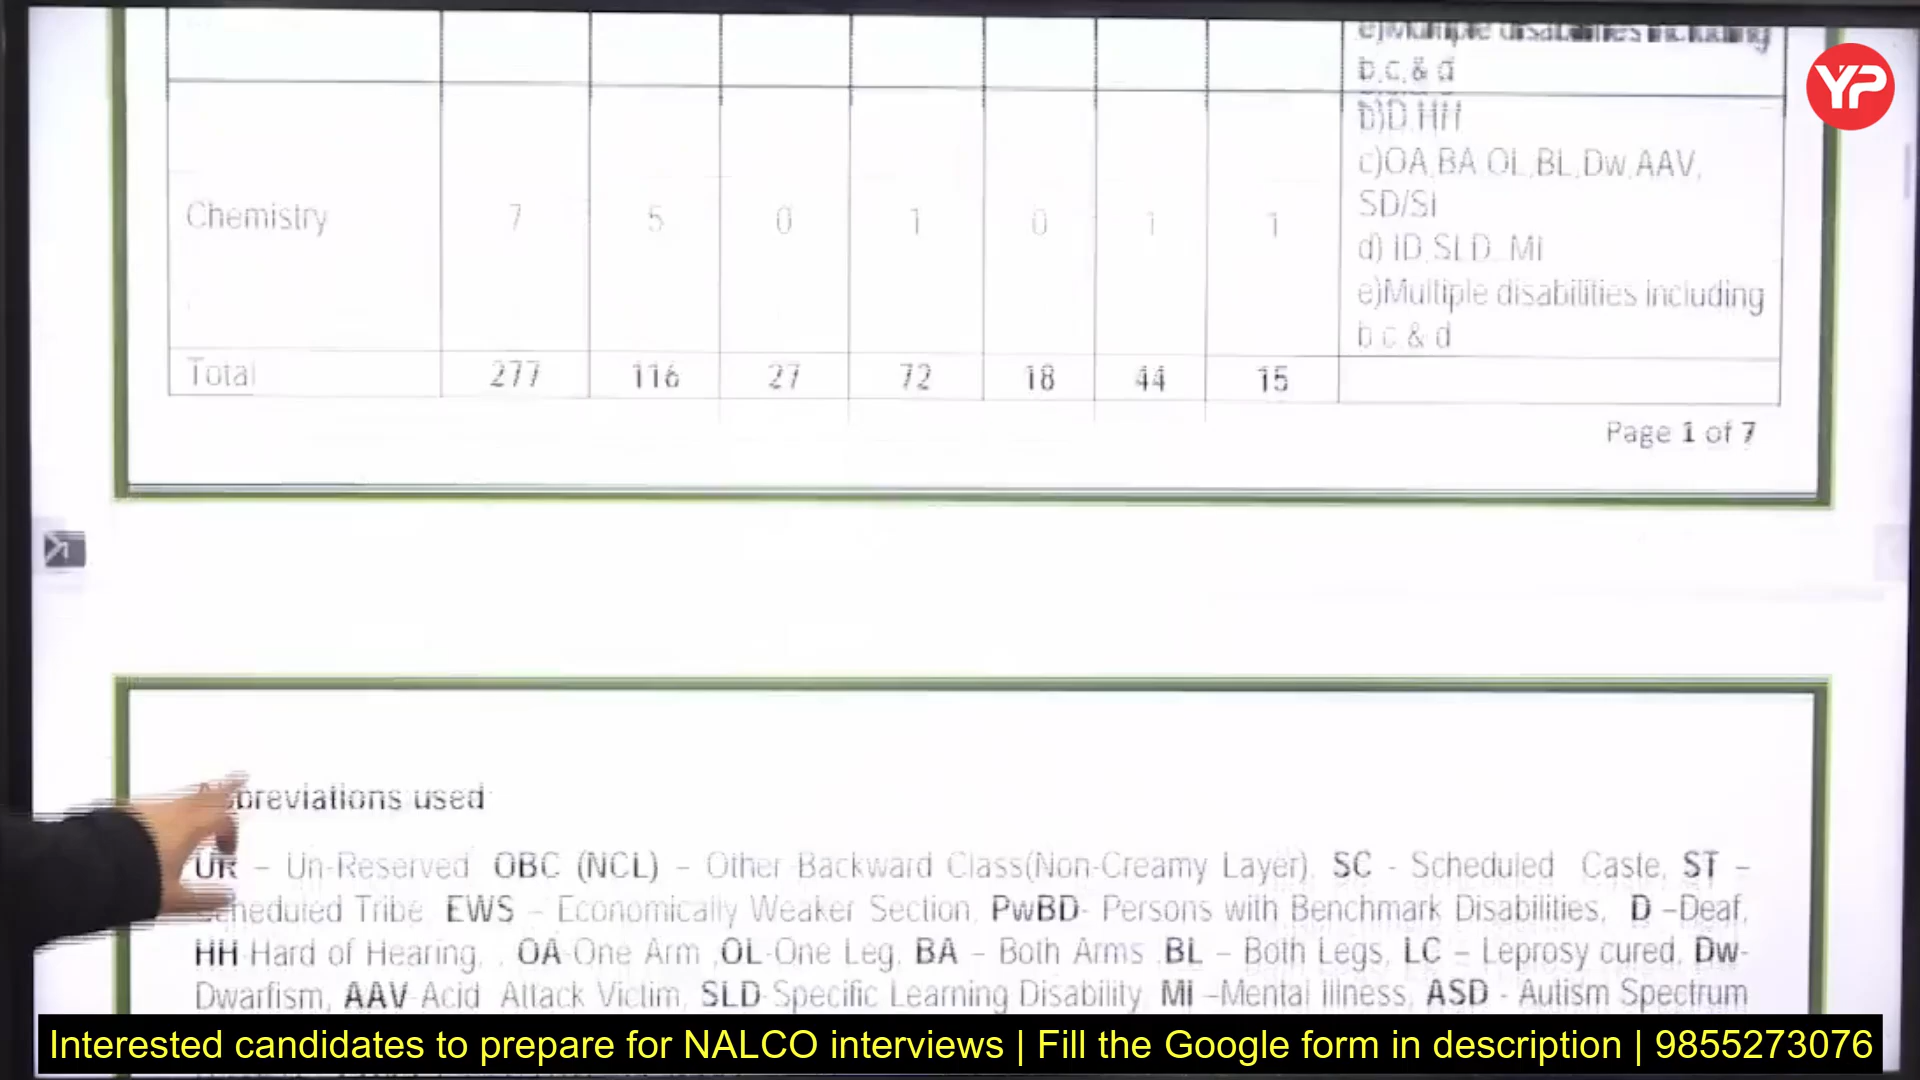 e)Multiple disabilities including
b,c,& d
YP
b)D,HH
c)OA,BA,OL,BL,Dw,AAV,
SD/SI
Chemistry 7 5 0 1 0 1 1
d) ID,SLD, MI
e)Multiple disabilities including
b,c,& d
Total 277 116 27 72 18 44 15
Page 1 of 7
Abbreviations used
UR – Un-Reserved OBC (NCL) – Other Backward Class(Non-Creamy Layer), SC - Scheduled Caste, ST –
Scheduled Tribe EWS – Economically Weaker Section, PwBD- Persons with Benchmark Disabilities, D –Deaf,
HH-Hard of Hearing, , OA-One Arm ,OL-One Leg, BA – Both Arms ,BL – Both Legs, LC – Leprosy cured, Dw-
Dwarfism, AAV-Acid Attack Victim, SLD-Specific Learning Disability, MI –Mental Illness, ASD - Autism Spectrum
Interested candidates to prepare for NALCO interviews | Fill the Google form in description | 9855273076